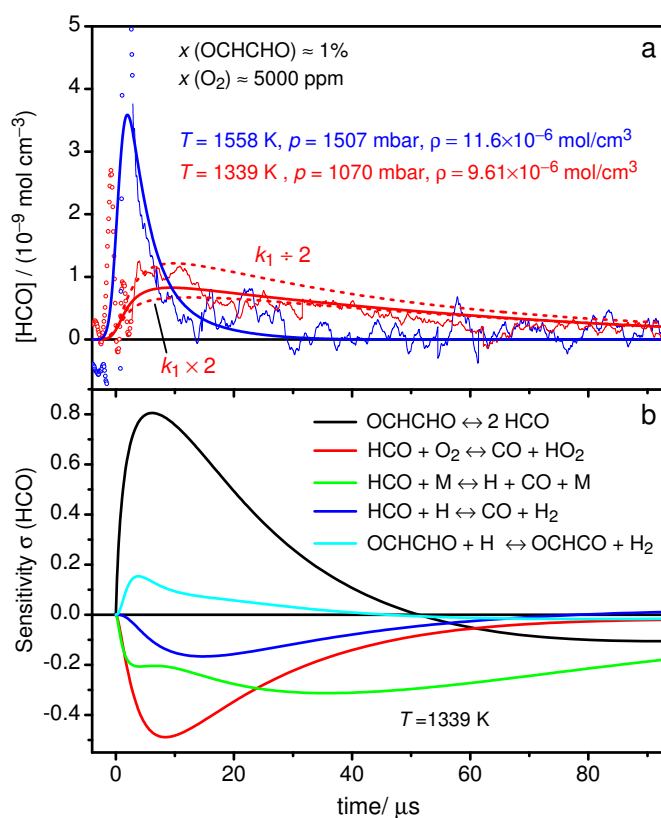 a
x (OCHCHO) ≈ 1%
x (O₂) ≈ 5000 ppm
T = 1558 K, p = 1507 mbar, ρ = 11.6×10⁻⁶ mol/cm³
T = 1339 K , p = 1070 mbar, ρ = 9.61×10⁻⁶ mol/cm³
k₁ ÷ 2
k₁ × 2
[HCO] / (10⁻⁹ mol cm⁻³)
5
4
3
2
1
0
b
OCHCHO ↔ 2 HCO
HCO + O₂ ↔ CO + HO₂
HCO + M ↔ H + CO + M
HCO + H ↔ CO + H₂
OCHCHO + H ↔ OCHCO + H₂
T =1339 K
Sensitivity σ (HCO)
0.8
0.6
0.4
0.2
0.0
-0.2
-0.4
0 20 40 60 80
time/ μs